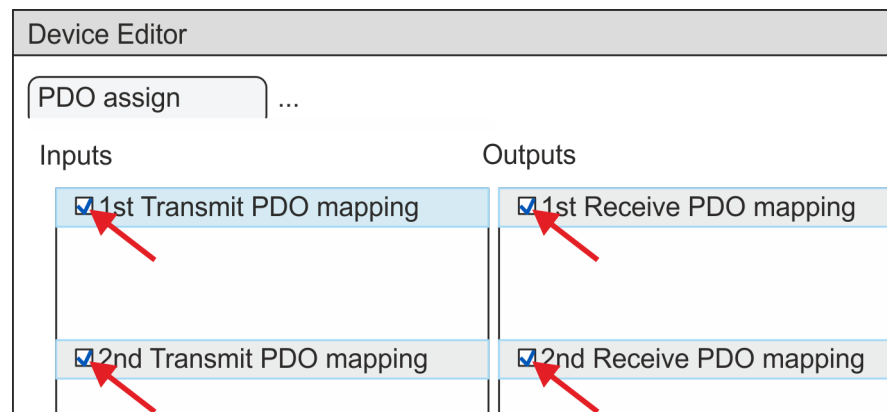 Device Editor
PDO assign ...
Inputs
Outputs
1st Transmit PDO mapping
1st Receive PDO mapping
2nd Transmit PDO mapping
2nd Receive PDO mapping